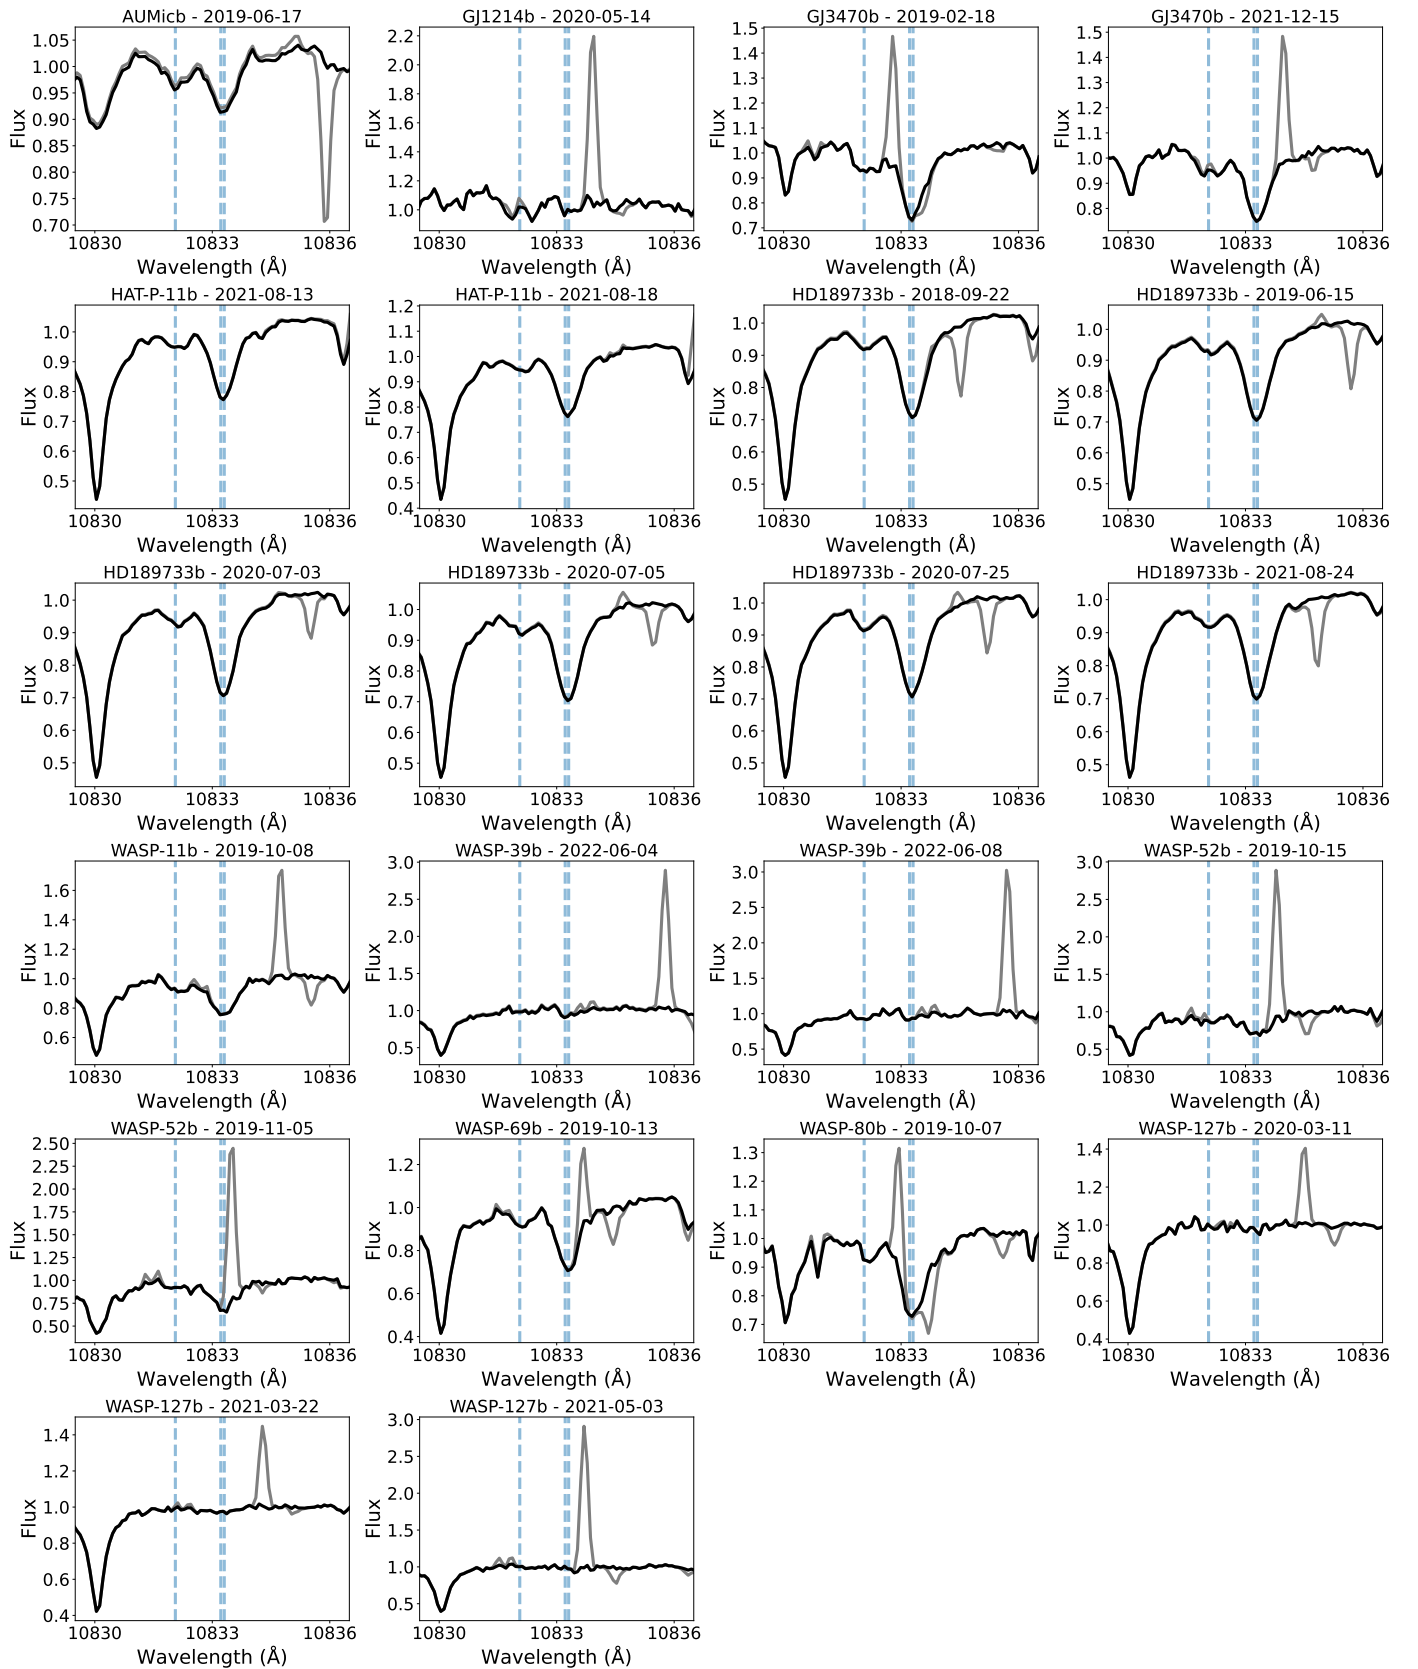 AUMicb - 2019-06-17
1.05
1.00
0.95
0.90
0.85
0.80
0.75
0.70
Flux
10830 10833 10836
Wavelength (Å)
GJ1214b - 2020-05-14
2.2
2.0
1.8
1.6
1.4
1.2
1.0
Flux
10830 10833 10836
Wavelength (Å)
GJ3470b - 2019-02-18
1.5
1.4
1.3
1.2
1.1
1.0
0.9
0.8
0.7
Flux
10830 10833 10836
Wavelength (Å)
GJ3470b - 2021-12-15
1.5
1.4
1.3
1.2
1.1
1.0
0.9
0.8
Flux
10830 10833 10836
Wavelength (Å)
HAT-P-11b - 2021-08-13
1.0
0.9
0.8
0.7
0.6
0.5
Flux
10830 10833 10836
Wavelength (Å)
HAT-P-11b - 2021-08-18
1.2
1.1
1.0
0.9
0.8
0.7
0.6
0.5
0.4
Flux
10830 10833 10836
Wavelength (Å)
HD189733b - 2018-09-22
1.0
0.9
0.8
0.7
0.6
0.5
Flux
10830 10833 10836
Wavelength (Å)
HD189733b - 2019-06-15
1.0
0.9
0.8
0.7
0.6
0.5
Flux
10830 10833 10836
Wavelength (Å)
HD189733b - 2020-07-03
1.0
0.9
0.8
0.7
0.6
0.5
Flux
10830 10833 10836
Wavelength (Å)
HD189733b - 2020-07-05
1.0
0.9
0.8
0.7
0.6
0.5
Flux
10830 10833 10836
Wavelength (Å)
HD189733b - 2020-07-25
1.0
0.9
0.8
0.7
0.6
0.5
Flux
10830 10833 10836
Wavelength (Å)
HD189733b - 2021-08-24
1.0
0.9
0.8
0.7
0.6
0.5
Flux
10830 10833 10836
Wavelength (Å)
WASP-11b - 2019-10-08
1.6
1.4
1.2
1.0
0.8
0.6
Flux
10830 10833 10836
Wavelength (Å)
WASP-39b - 2022-06-04
3.0
2.5
2.0
1.5
1.0
0.5
Flux
10830 10833 10836
Wavelength (Å)
WASP-39b - 2022-06-08
3.0
2.5
2.0
1.5
1.0
0.5
Flux
10830 10833 10836
Wavelength (Å)
WASP-52b - 2019-10-15
3.0
2.5
2.0
1.5
1.0
0.5
Flux
10830 10833 10836
Wavelength (Å)
WASP-52b - 2019-11-05
2.50
2.25
2.00
1.75
1.50
1.25
1.00
0.75
0.50
Flux
10830 10833 10836
Wavelength (Å)
WASP-69b - 2019-10-13
1.2
1.0
0.8
0.6
0.4
Flux
10830 10833 10836
Wavelength (Å)
WASP-80b - 2019-10-07
1.3
1.2
1.1
1.0
0.9
0.8
0.7
Flux
10830 10833 10836
Wavelength (Å)
WASP-127b - 2020-03-11
1.4
1.2
1.0
0.8
0.6
0.4
Flux
10830 10833 10836
Wavelength (Å)
WASP-127b - 2021-03-22
1.4
1.2
1.0
0.8
0.6
0.4
Flux
10830 10833 10836
Wavelength (Å)
WASP-127b - 2021-05-03
3.0
2.5
2.0
1.5
1.0
0.5
Flux
10830 10833 10836
Wavelength (Å)